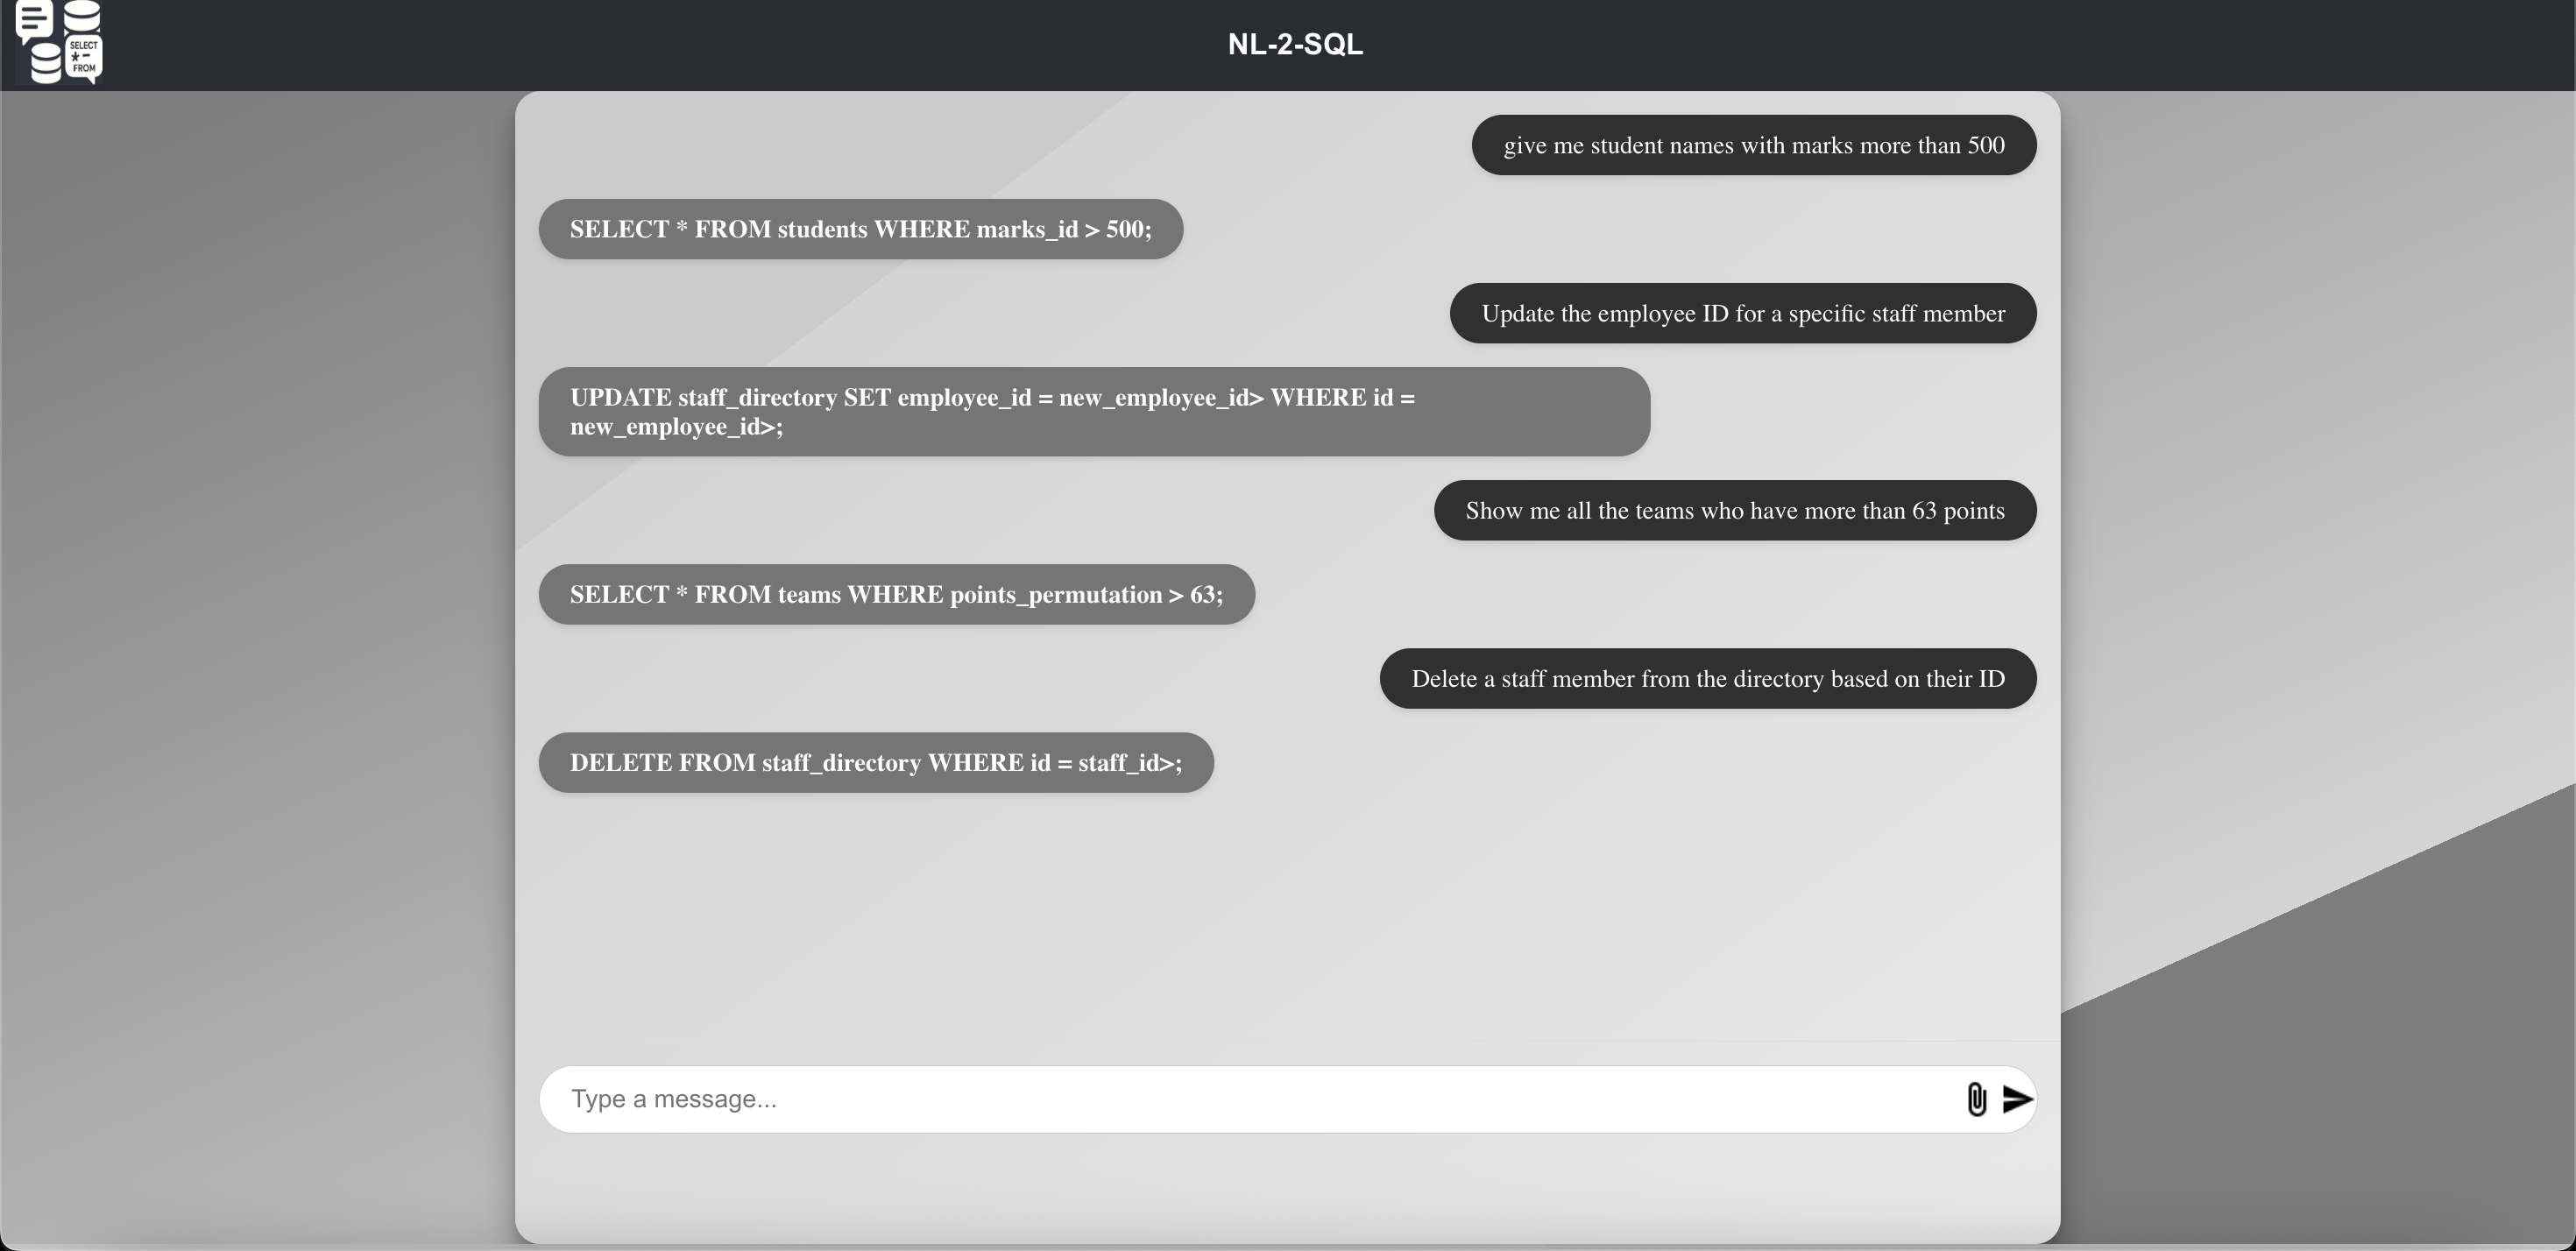 SELECT
*-
FROM
NL-2-SQL
give me student names with marks more than 500
SELECT * FROM students WHERE marks_id > 500;
Update the employee ID for a specific staff member
UPDATE staff_directory SET employee_id = new_employee_id> WHERE id =
new_employee_id>;
Show me all the teams who have more than 63 points
SELECT * FROM teams WHERE points_permutation > 63;
Delete a staff member from the directory based on their ID
DELETE FROM staff_directory WHERE id = staff_id>;
Type a message...